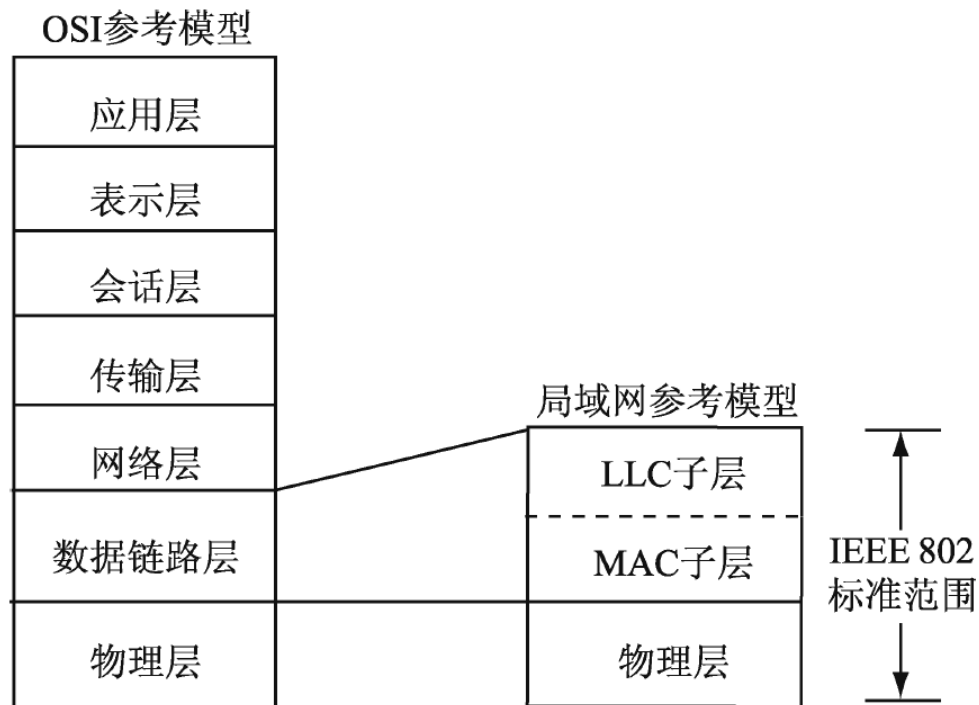 OSI参考模型
应用层
表示层
会话层
传输层
网络层
数据链路层
物理层
局域网参考模型
LLC子层
MAC子层
物理层
IEEE 802
标准范围